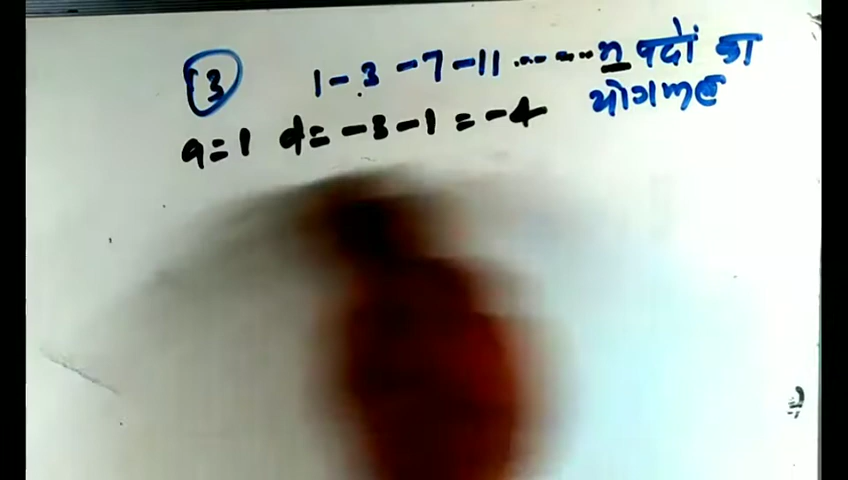 (3) 1 - 3 - 7 - 11 ........ n पदों का
योगफल
a = 1 d = -3 - 1 = -4